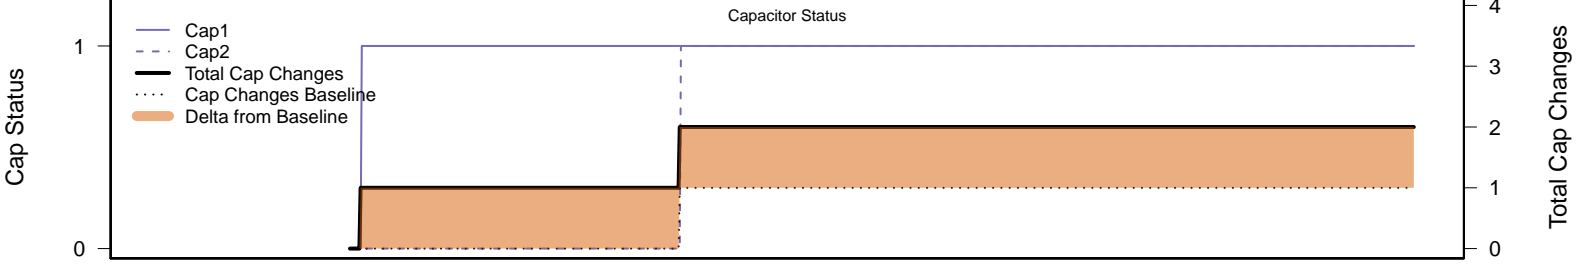 Capacitor Status
Cap Status
1
0
Cap1
Cap2
Total Cap Changes
Cap Changes Baseline
Delta from Baseline
4
3
2
1
0
Total Cap Changes